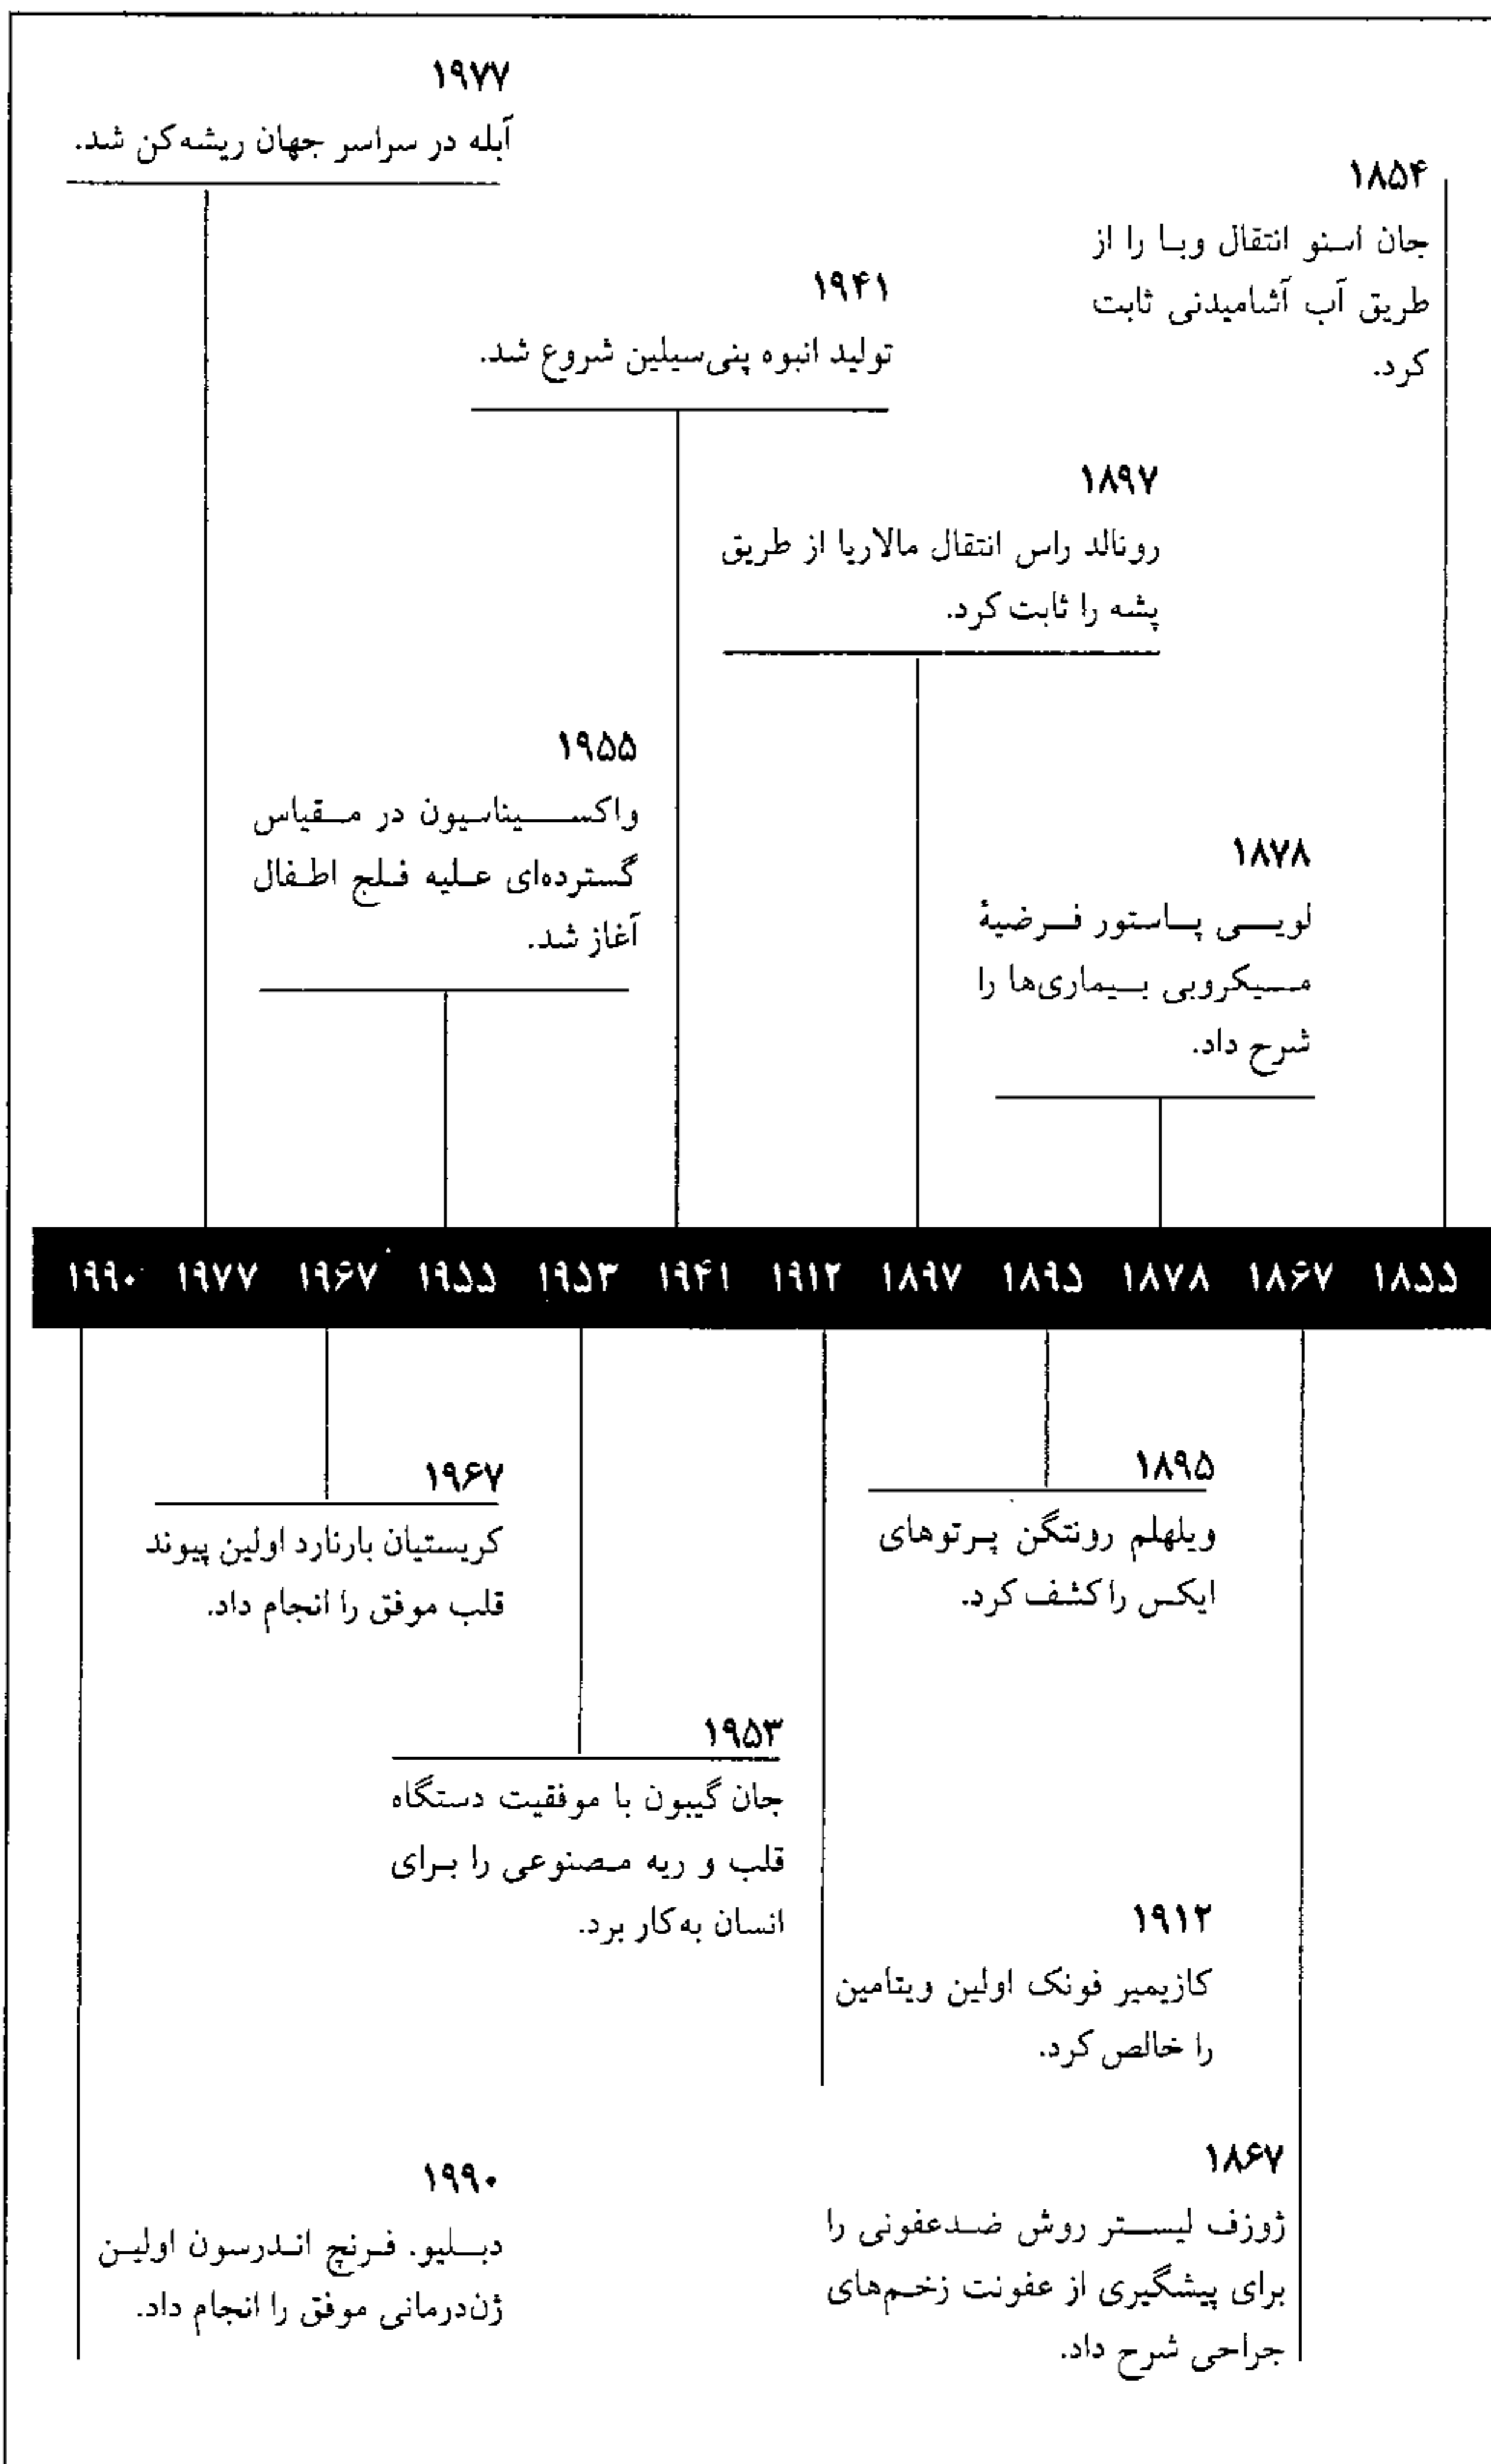 ۱۹۷۷
آبله در سراسر جهان ریشه‌کن شد.
۱۸۵۴
جان اسنو انتقال وبا را از
طریق آب آشامیدنی ثابت
کرد.
۱۹۴۱
تولید انبوه پنی‌سیلین شروع شد.
۱۸۹۷
رونالد راس انتقال مالاریا از طریق
پشه را ثابت کرد.
۱۹۵۵
واکسیناسیون در مقیاس
گسترده‌ای علیه فلج اطفال
آغاز شد.
۱۸۷۸
لویی پاستور فرضیهٔ
میکروبی بیماری‌ها را
شرح داد.
۱۸۵۵ ۱۸۶۷ ۱۸۷۸ ۱۸۹۵ ۱۸۹۷ ۱۹۱۲ ۱۹۴۱ ۱۹۵۳ ۱۹۵۵ ۱۹۶۷ ۱۹۷۷ ۱۹۹۰
۱۸۹۵
ویلهلم رونتگن پرتوهای
ایکس را کشف کرد.
۱۹۶۷
کریستیان بارنارد اولین پیوند
قلب موفق را انجام داد.
۱۹۵۳
جان گیبون با موفقیت دستگاه
قلب و ریه مصنوعی را برای
انسان به‌کار برد.
۱۹۱۲
کازیمیر فونک اولین ویتامین
را خالص کرد.
۱۸۶۷
ژوزف لیستر روش ضدعفونی را
برای پیشگیری از عفونت زخم‌های
جراحی شرح داد.
۱۹۹۰
دبلیو. فرنچ اندرسون اولین
ژن‌درمانی موفق را انجام داد.